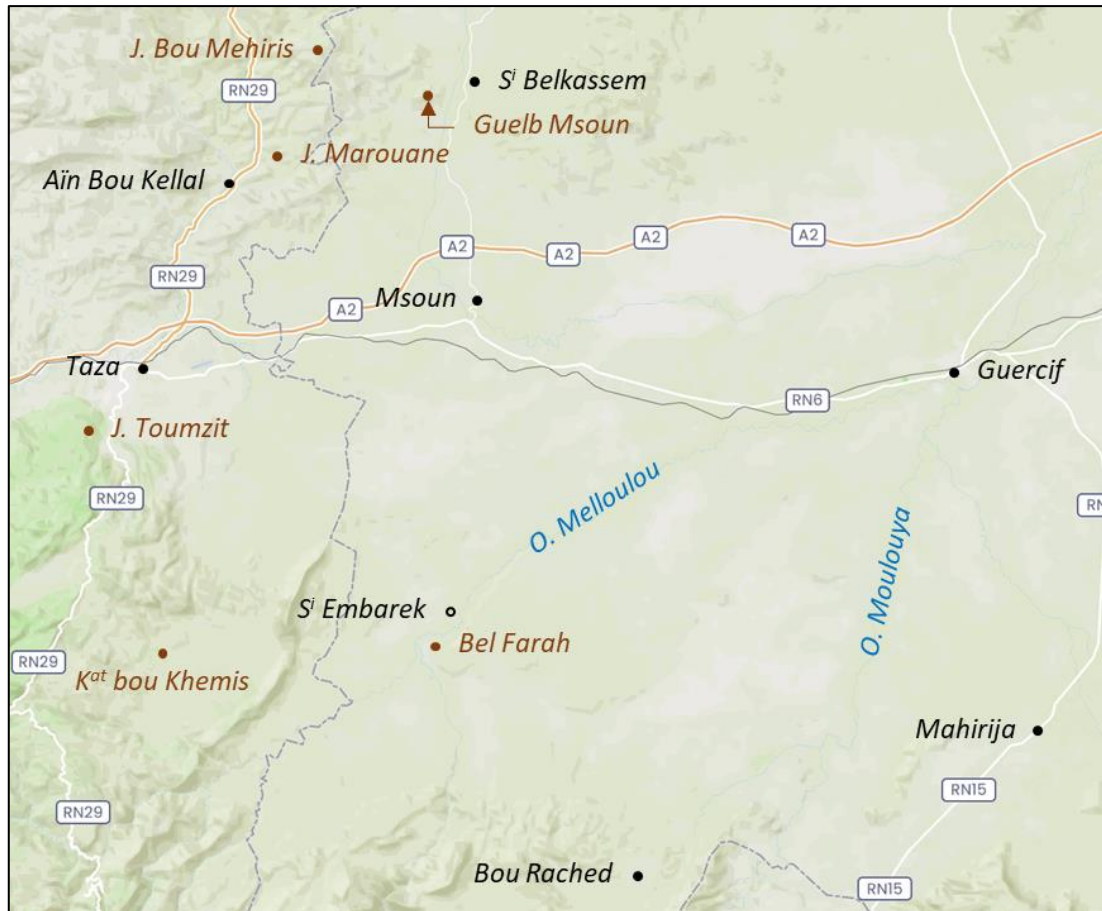 J. Bou Mehiris
Sⁱ Belkassem
RN29
Guelb Msoun
J. Marouane
Aïn Bou Kellal
A2
A2
A2
A2
RN29
Msoun
A2
Taza
Guercif
RN6
J. Toumzit
RN29
O. Melloulou
RN
O. Moulouya
Sⁱ Embarek
Bel Farah
RN29
Kᵃᵗ bou Khemis
Mahirija
RN15
RN29
Bou Rached
RN15